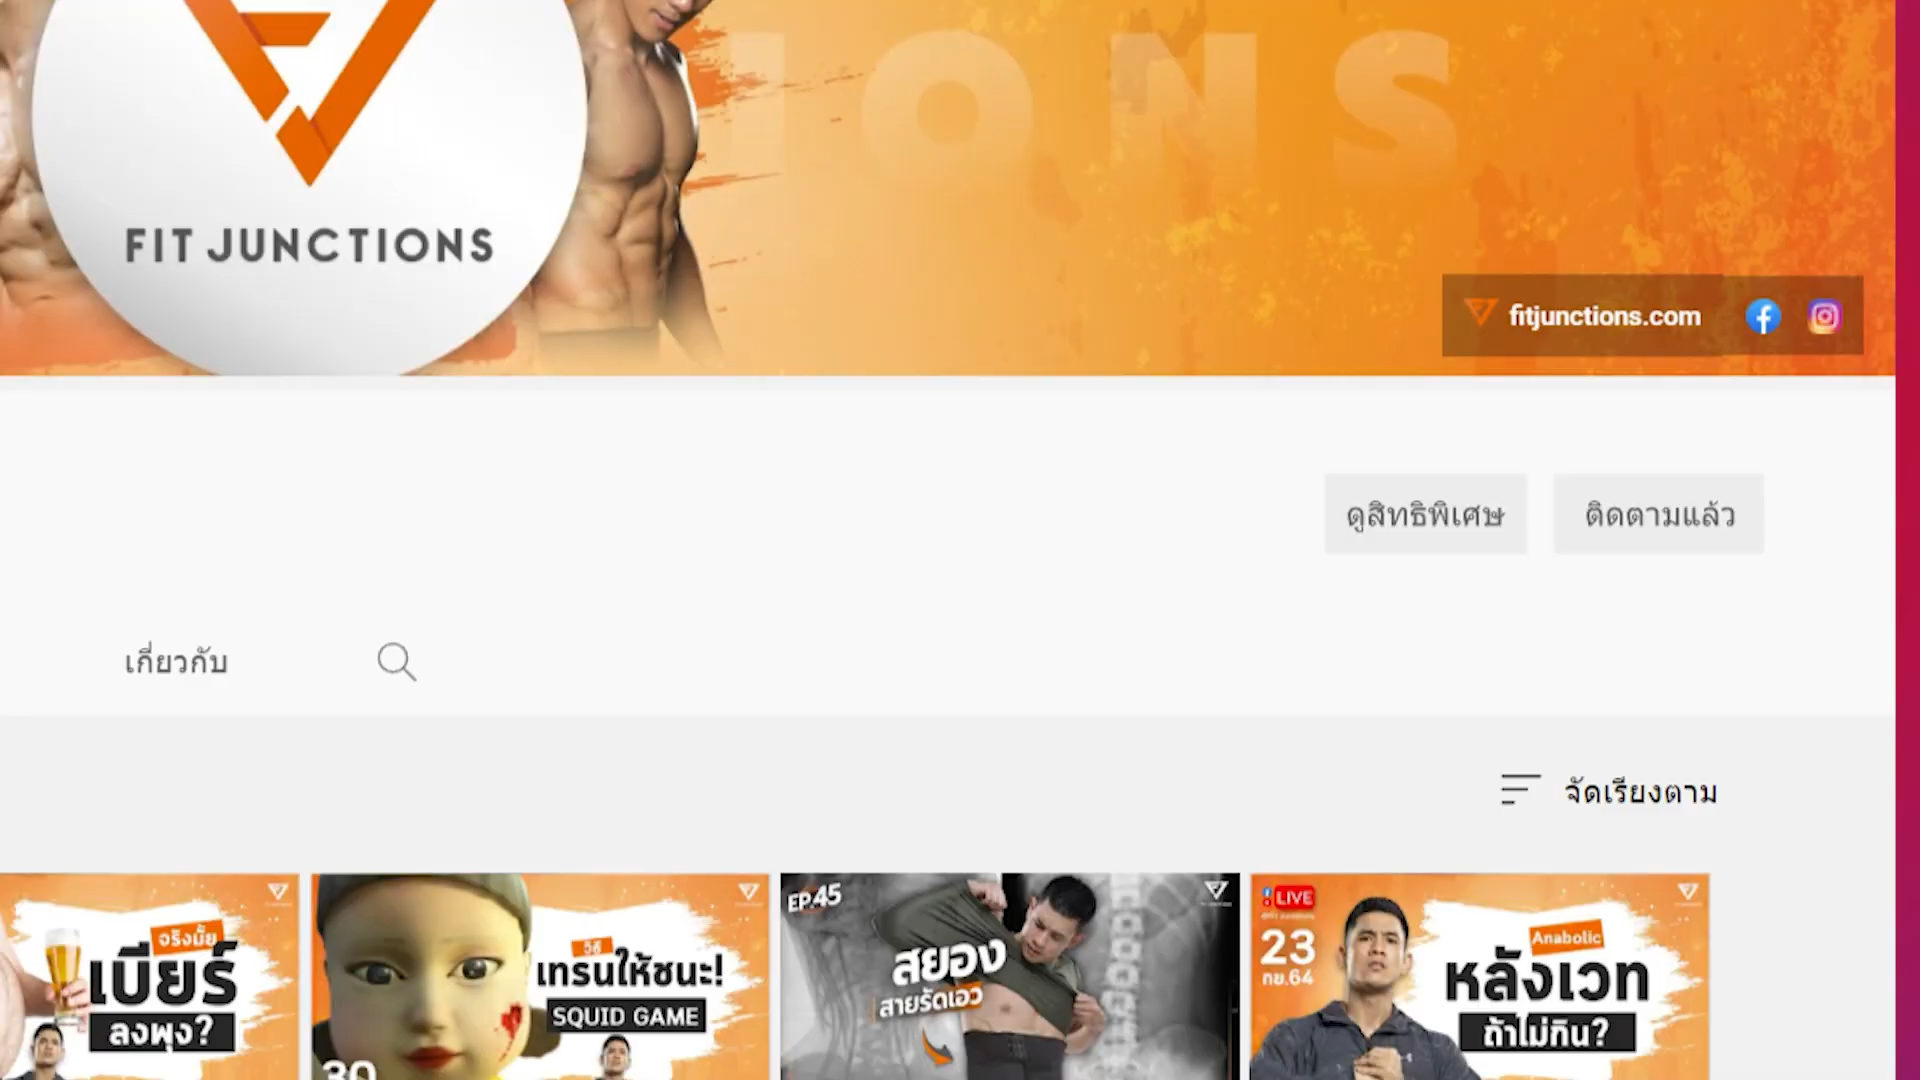 IONS
FIT JUNCTIONS
fitjunctions.com
ดูสิทธิพิเศษ
ติดตามแล้ว
เกี่ยวกับ
จัดเรียงตาม
จริงมั้ย
เบียร์
ลงพุง?
วิธี
เทรนให้ชนะ!
SQUID GAME
30
EP.45
สยอง
สายรัดเอว
LIVE
23
กย.64
Anabolic
หลังเวท
ถ้าไม่กิน?